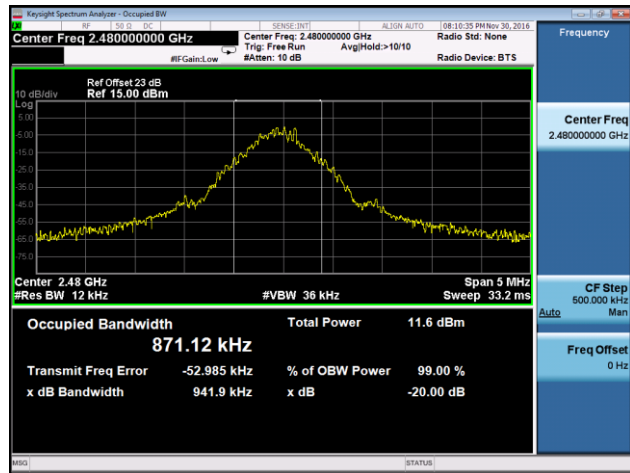 Keysight Spectrum Analyzer - Occupied BW
RF 50 Ω DC SENSE:INT ALIGN AUTO 08:10:35 PM Nov 30, 2016
Center Freq 2.480000000 GHz
Center Freq: 2.480000000 GHz
Radio Std: None
Trig: Free Run Avg|Hold:>10/10
#IFGain:Low
#Atten: 10 dB
Radio Device: BTS
Ref Offset 23 dB
10 dB/div Ref 15.00 dBm
Log
5.00
-5.00
-15.0
-25.0
-35.0
-45.0
-55.0
-65.0
-75.0
Center 2.48 GHz
Span 5 MHz
#Res BW 12 kHz
#VBW 36 kHz
Sweep 33.2 ms
Occupied Bandwidth
Total Power 11.6 dBm
871.12 kHz
Transmit Freq Error -52.985 kHz
% of OBW Power 99.00 %
x dB Bandwidth 941.9 kHz
x dB -20.00 dB
MSG
STATUS
Frequency
Center Freq
2.480000000 GHz
CF Step
500.000 kHz
Auto Man
Freq Offset
0 Hz